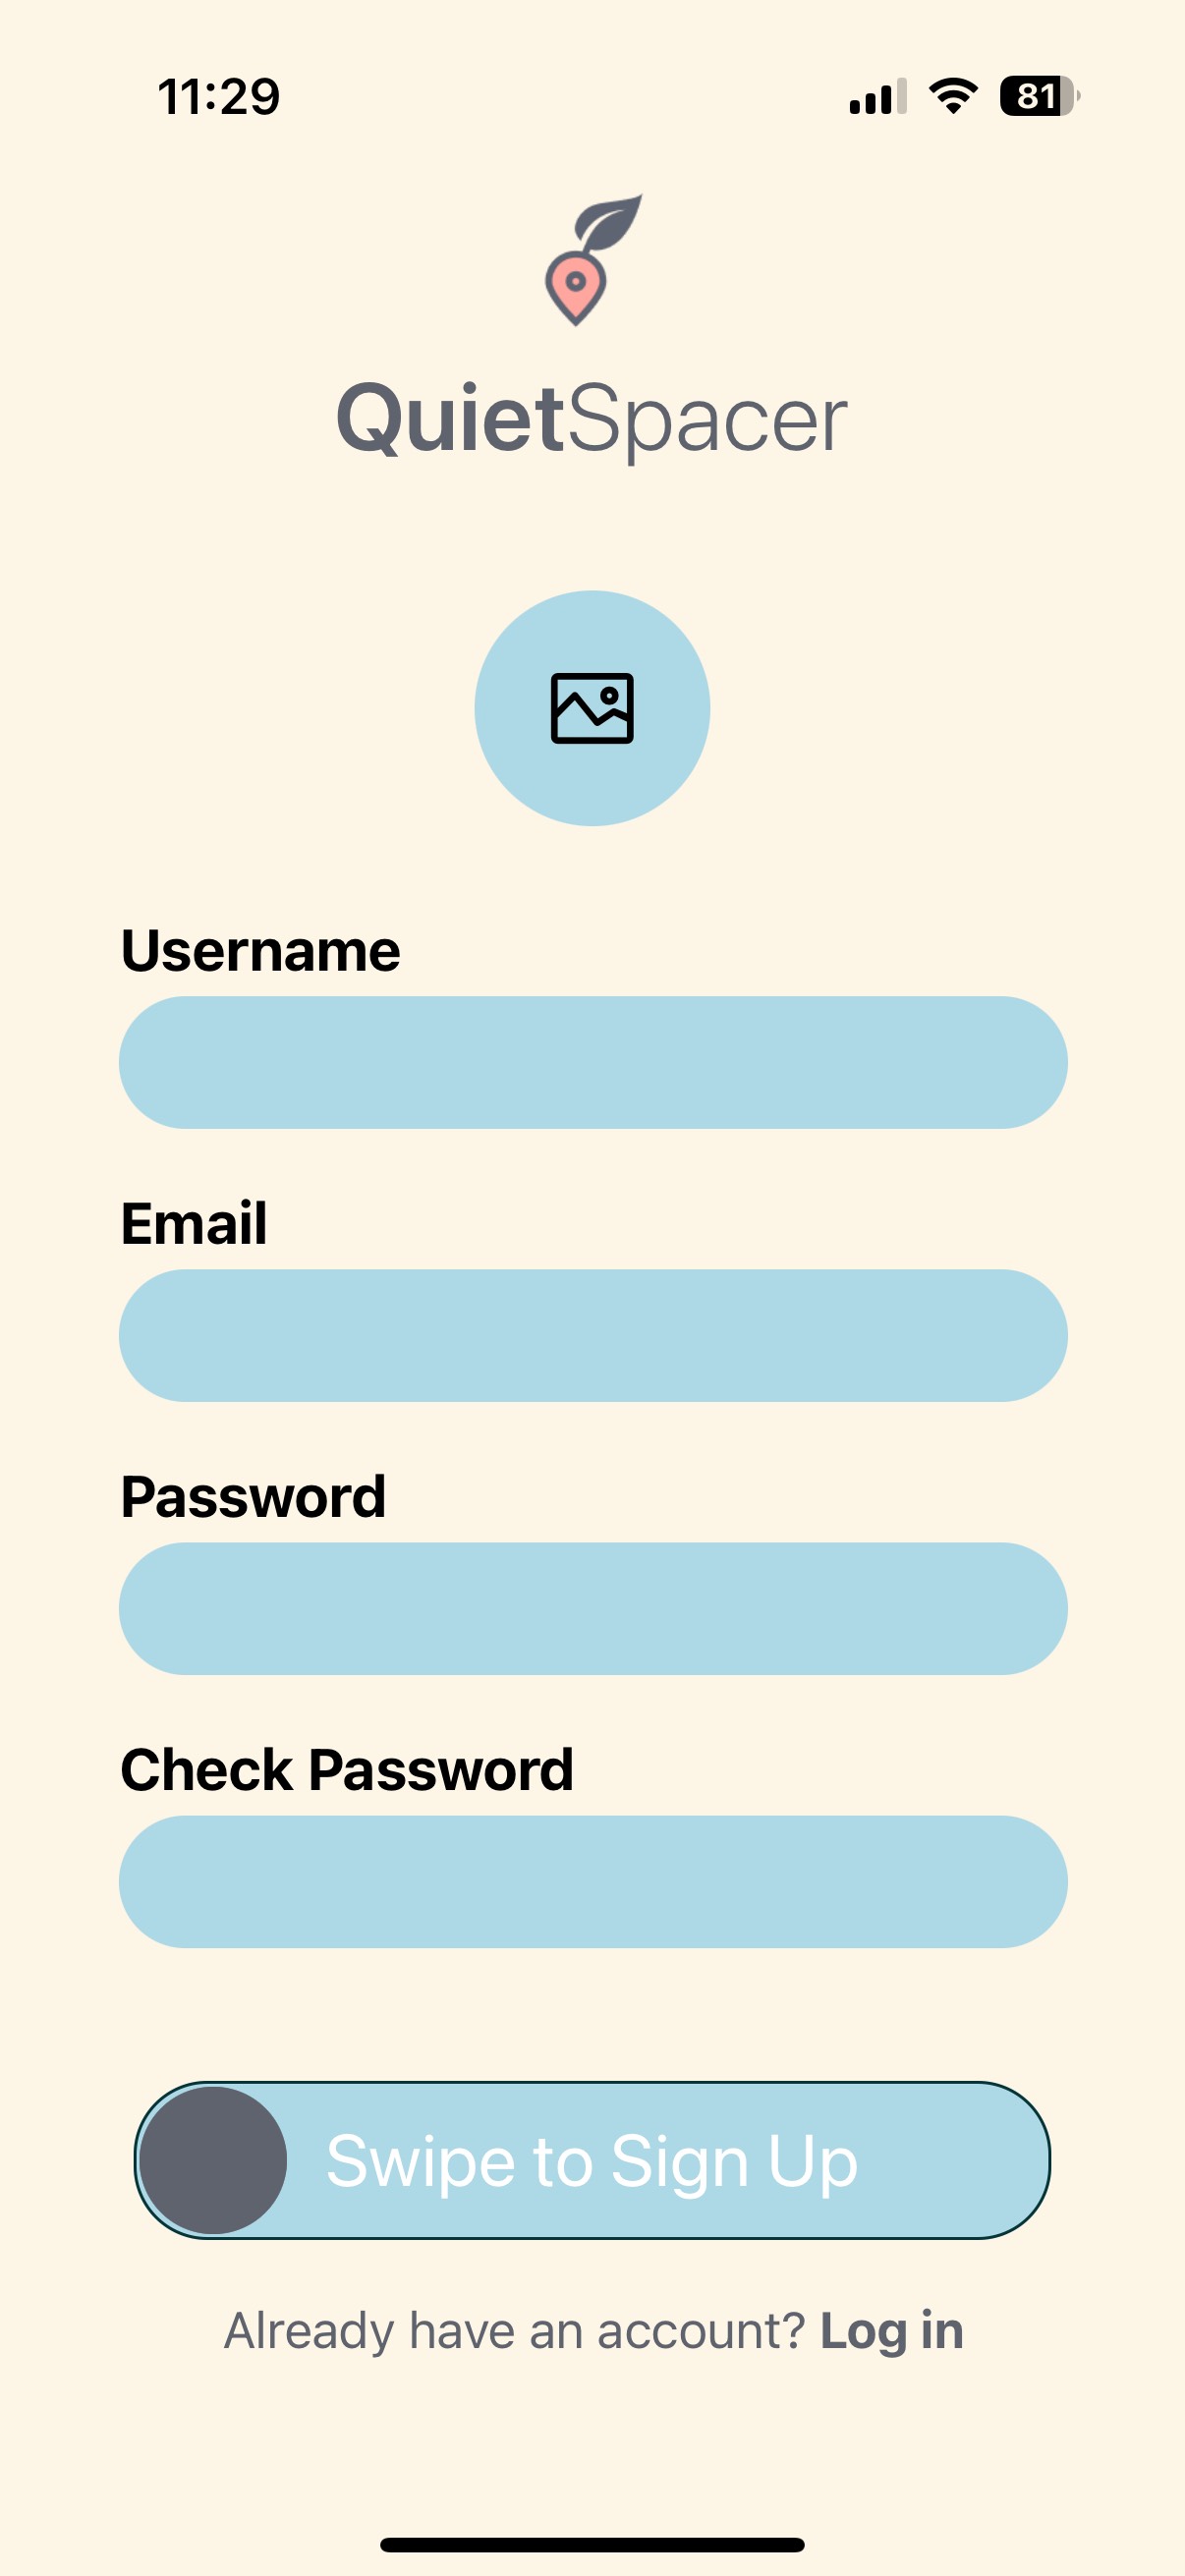 11:29
81
QuietSpacer
Username
Email
Password
Check Password
Swipe to Sign Up
Already have an account? Log in